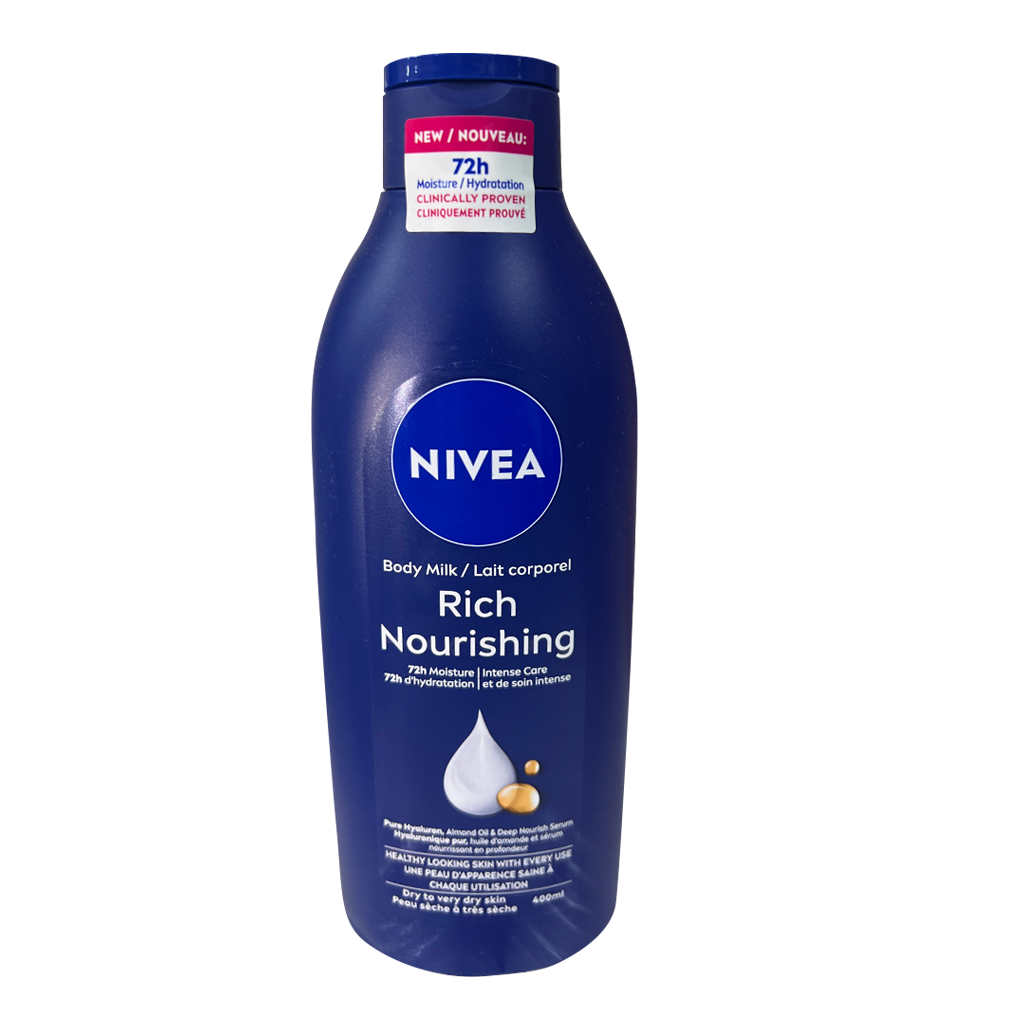 NEW / NOUVEAU:
72h
Moisture / Hydratation
CLINICALLY PROVEN
CLINIQUEMENT PROUVÉ
NIVEA
Body Milk / Lait corporel
Rich
Nourishing
72h Moisture | Intense Care
72h d'hydratation | et de soin intense
Pure Hyaluron, Almond Oil & Deep Nourish Serum
Hyaluronique pur, huile d'amande et sérum
nourrissant en profondeur
HEALTHY LOOKING SKIN WITH EVERY USE
UNE PEAU D'APPARENCE SAINE À
CHAQUE UTILISATION
Dry to very dry skin 400ml
Peau sèche à très sèche